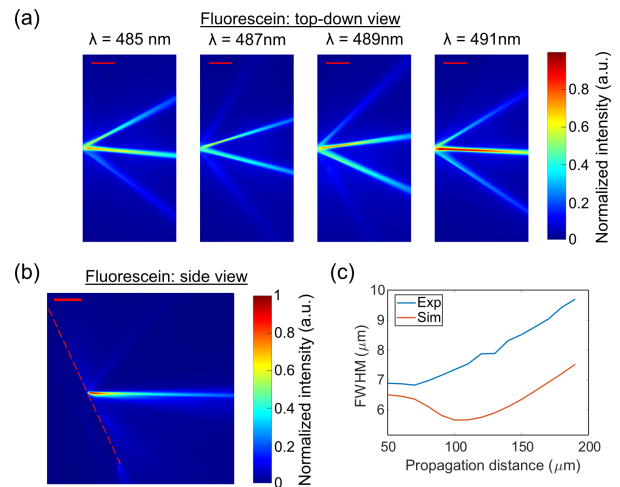 (a)
Fluorescein: top-down view
λ = 485 nm λ = 487nm λ = 489nm λ = 491nm
1
0.8
0.6
0.4
0.2
0
Normalized intensity (a.u.)
(b)
Fluorescein: side view
1
0.8
0.6
0.4
0.2
0
Normalized intensity (a.u.)
(c)
10
9
8
7
6
FWHM (μm)
Exp
Sim
50 100 150 200
Propagation distance (μm)